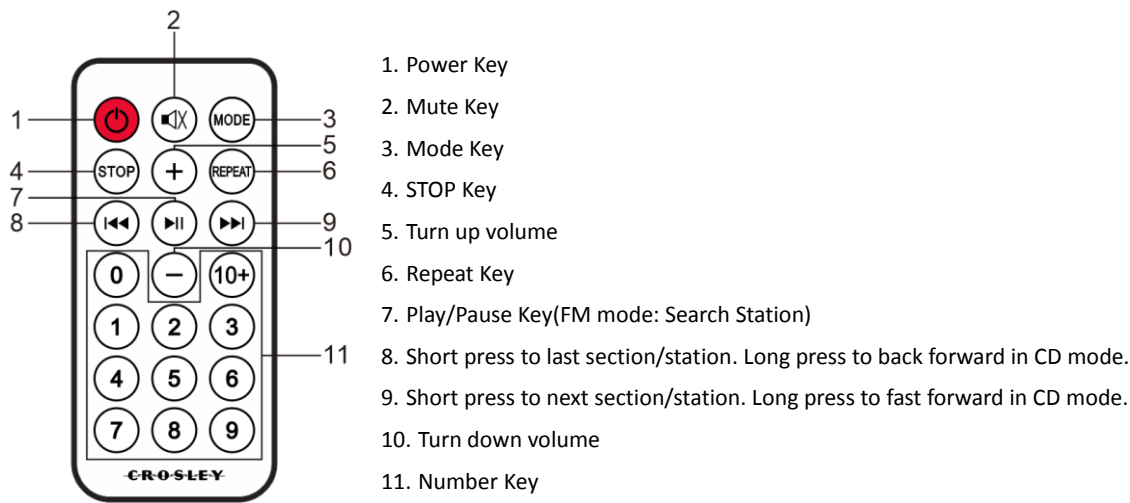 2
1
3
5
4
6
7
8
9
10
11
MODE
STOP
+
REPEAT
0
−
10+
1
2
3
4
5
6
7
8
9
CROSLEY
1. Power Key
2. Mute Key
3. Mode Key
4. STOP Key
5. Turn up volume
6. Repeat Key
7. Play/Pause Key(FM mode: Search Station)
8. Short press to last section/station. Long press to back forward in CD mode.
9. Short press to next section/station. Long press to fast forward in CD mode.
10. Turn down volume
11. Number Key